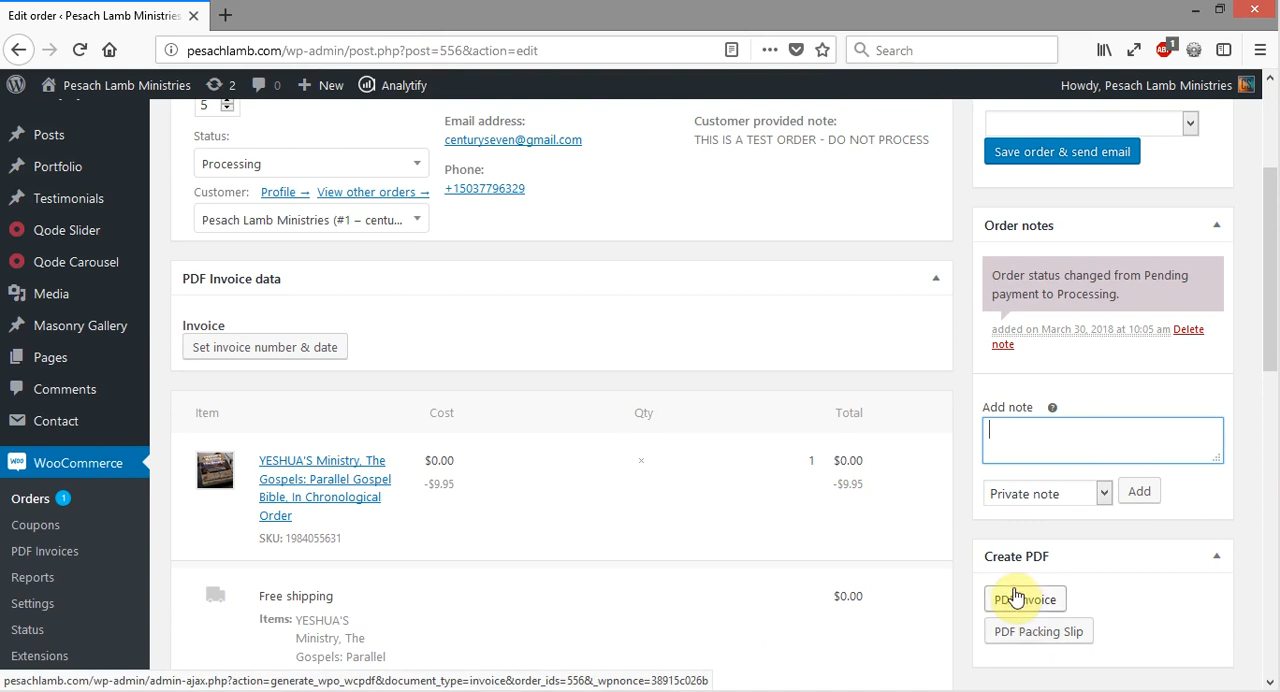 Edit order ‹ Pesach Lamb Ministries
pesachlamb.com/wp-admin/post.php?post=556&action=edit
Search
1
Pesach Lamb Ministries
2
0
New
Analytify
Howdy, Pesach Lamb Ministries
Posts
Portfolio
Testimonials
Qode Slider
Qode Carousel
Media
Masonry Gallery
Pages
Comments
Contact
WooCommerce
Orders 1
Coupons
PDF Invoices
Reports
Settings
Status
Extensions
5
Status:
Processing
Customer: Profile → View other orders →
Pesach Lamb Ministries (#1 – centu...
Email address:
centuryseven@gmail.com
Phone:
+15037796329
Customer provided note:
THIS IS A TEST ORDER - DO NOT PROCESS
PDF Invoice data
Invoice
Set invoice number & date
Item Cost Qty Total
YESHUA'S Ministry, The
Gospels: Parallel Gospel
Bible, In Chronological
Order
SKU: 1984055631
$0.00
-$9.95
× 1
$0.00
-$9.95
Free shipping
Items: YESHUA'S
Ministry, The
Gospels: Parallel
$0.00
Save order & send email
Order notes
Order status changed from Pending
payment to Processing.
added on March 30, 2018 at 10:05 am Delete
note
Add note
Private note
Add
Create PDF
PDF Invoice
PDF Packing Slip
pesachlamb.com/wp-admin/admin-ajax.php?action=generate_wpo_wcpdf&document_type=invoice&order_ids=556&_wpnonce=38915c026b